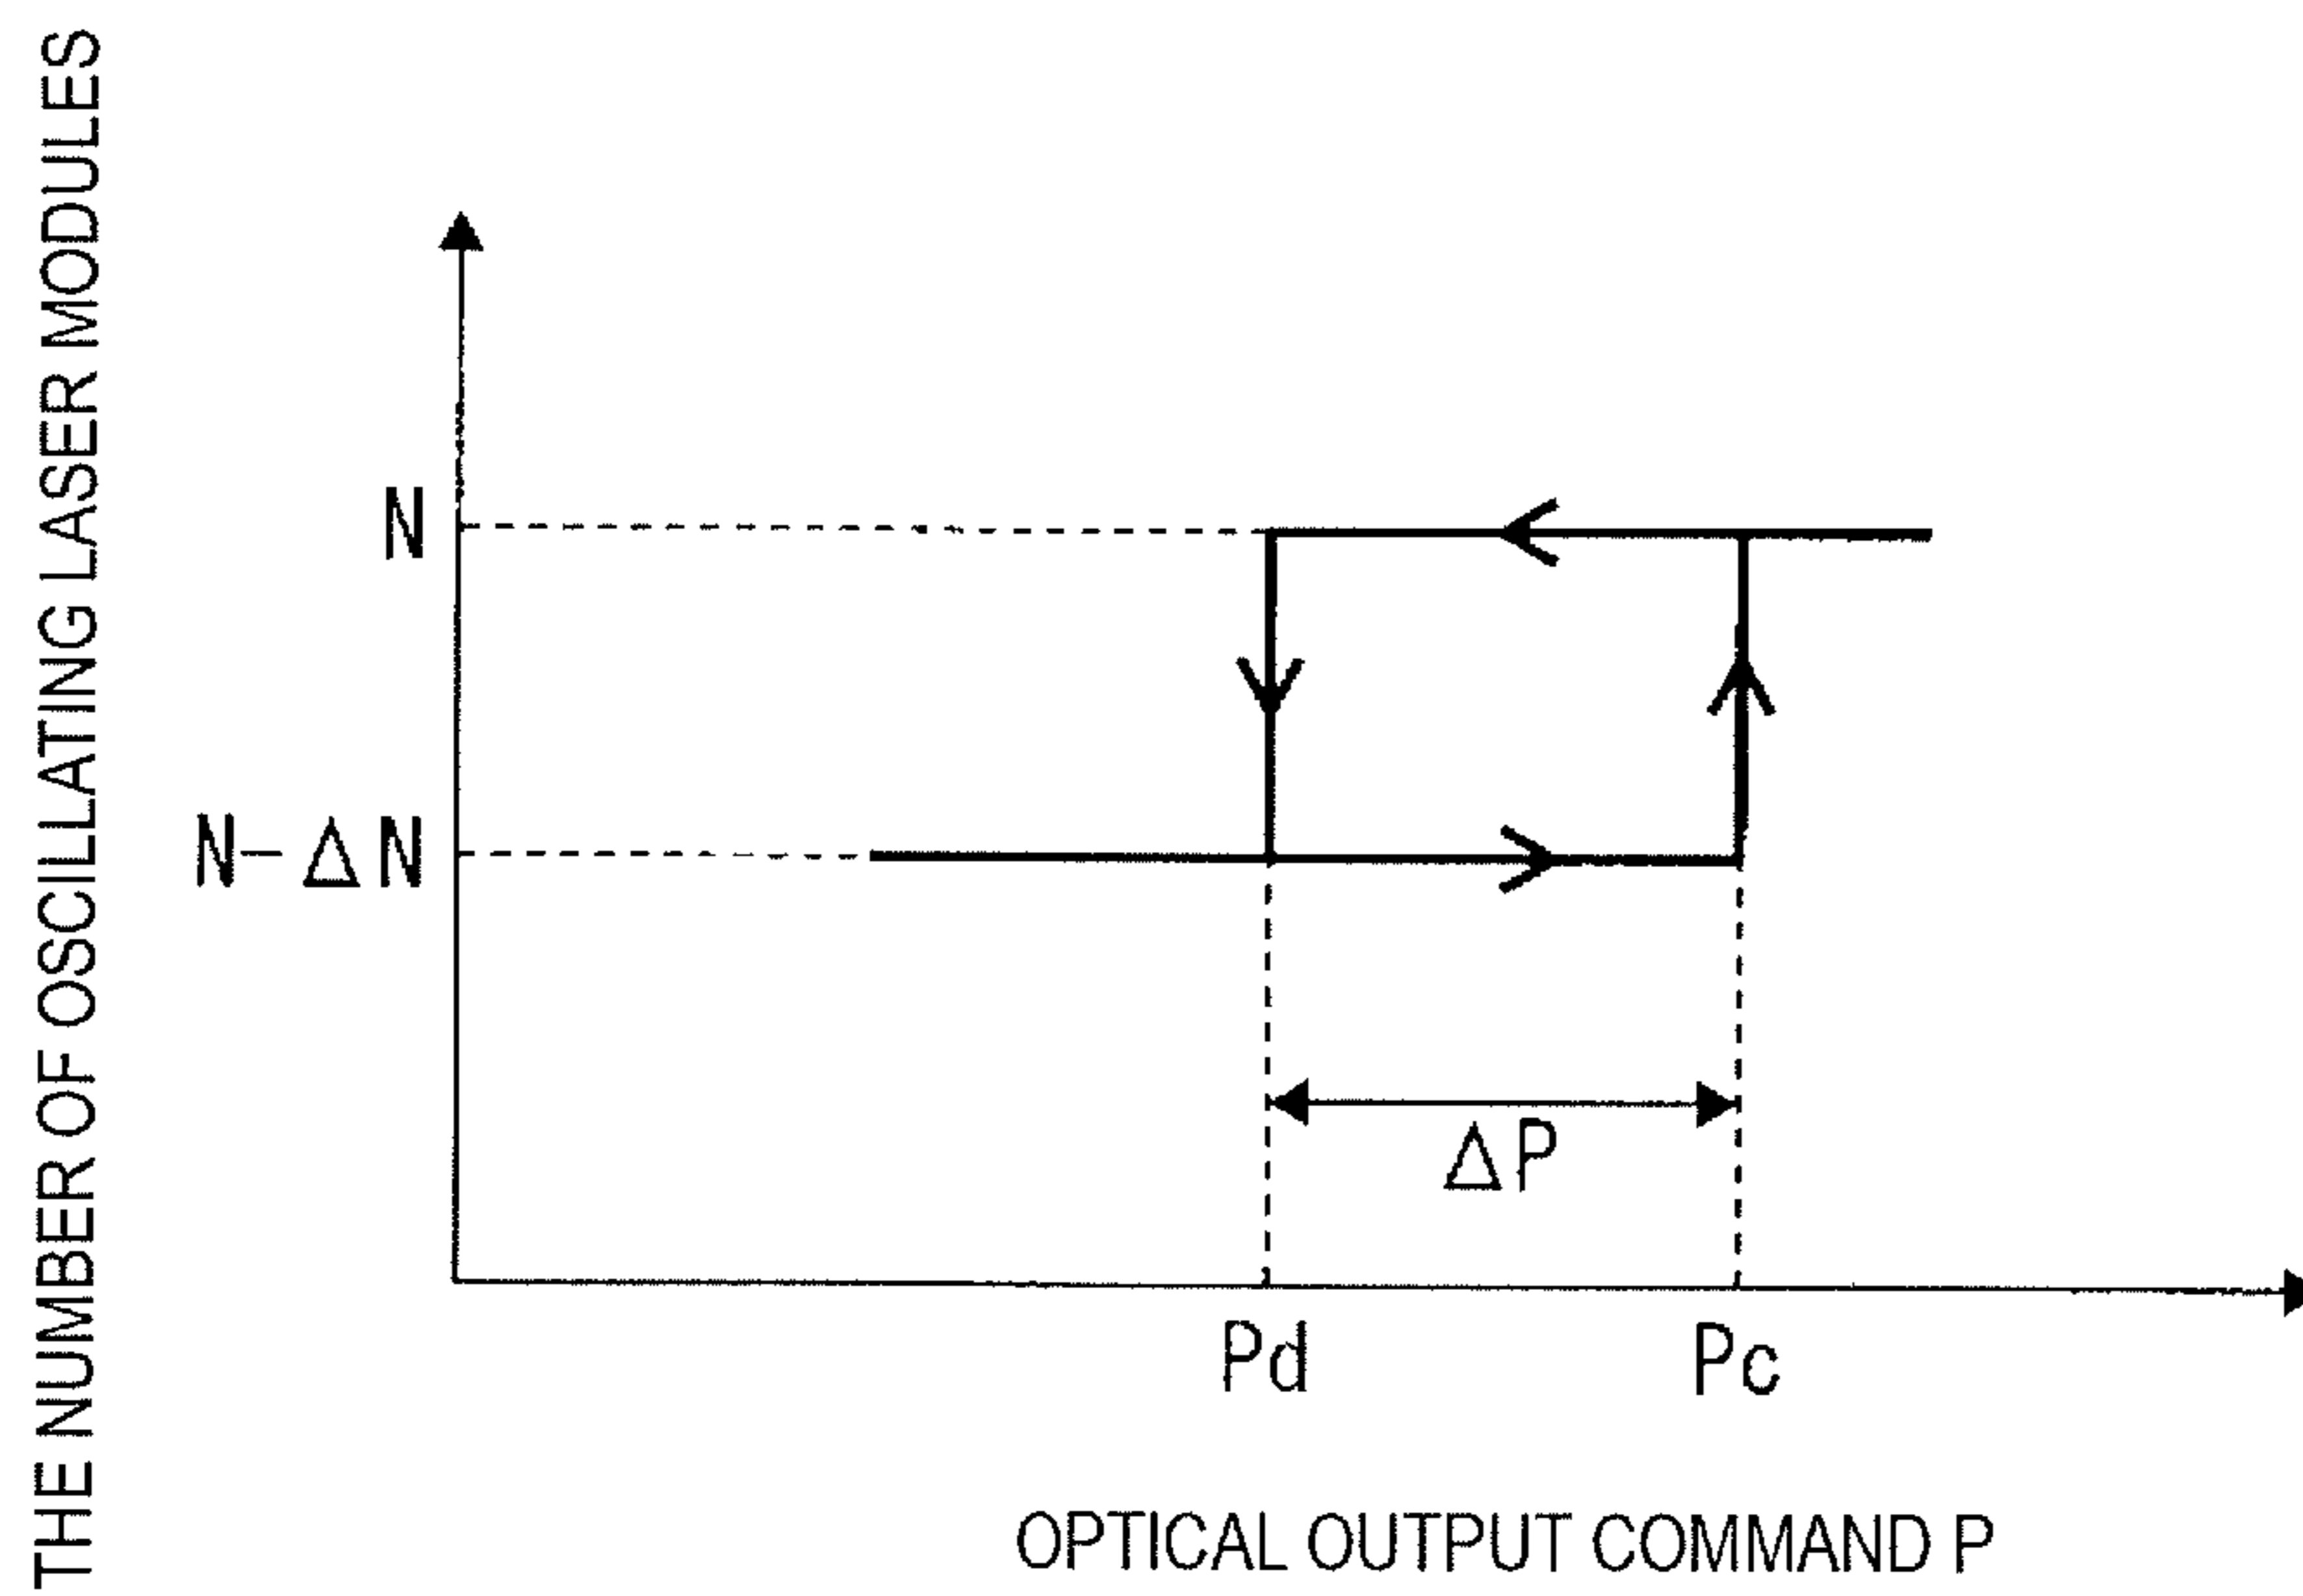 THE NUMBER OF OSCILLATING LASER MODULES
N
N-ΔN
ΔP
Pd
Pc
OPTICAL OUTPUT COMMAND P